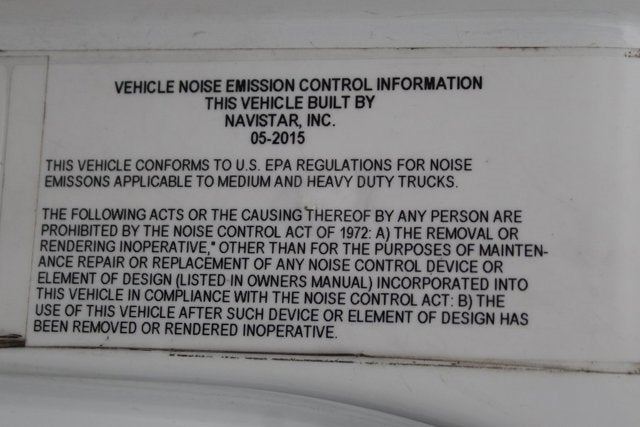 VEHICLE NOISE EMISSION CONTROL INFORMATION
THIS VEHICLE BUILT BY
NAVISTAR, INC.
05-2015
THIS VEHICLE CONFORMS TO U.S. EPA REGULATIONS FOR NOISE
EMISSONS APPLICABLE TO MEDIUM AND HEAVY DUTY TRUCKS.
THE FOLLOWING ACTS OR THE CAUSING THEREOF BY ANY PERSON ARE
PROHIBITED BY THE NOISE CONTROL ACT OF 1972: A) THE REMOVAL OR
RENDERING INOPERATIVE," OTHER THAN FOR THE PURPOSES OF MAINTEN-
ANCE REPAIR OR REPLACEMENT OF ANY NOISE CONTROL DEVICE OR
ELEMENT OF DESIGN (LISTED IN OWNERS MANUAL) INCORPORATED INTO
THIS VEHICLE IN COMPLIANCE WITH THE NOISE CONTROL ACT: B) THE
USE OF THIS VEHICLE AFTER SUCH DEVICE OR ELEMENT OF DESIGN HAS
BEEN REMOVED OR RENDERED INOPERATIVE.